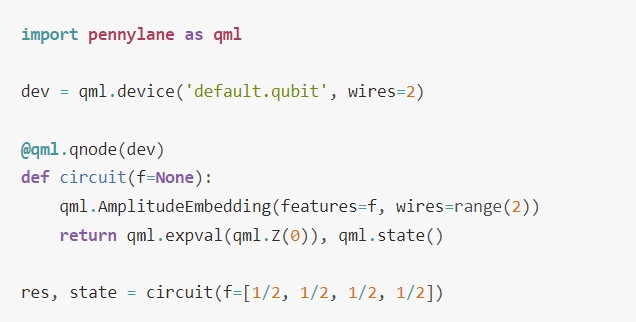 import pennylane as qml
dev = qml.device('default.qubit', wires=2)
@qml.qnode(dev)
def circuit(f=None):
    qml.AmplitudeEmbedding(features=f, wires=range(2))
    return qml.expval(qml.Z(0)), qml.state()
res, state = circuit(f=[1/2, 1/2, 1/2, 1/2])